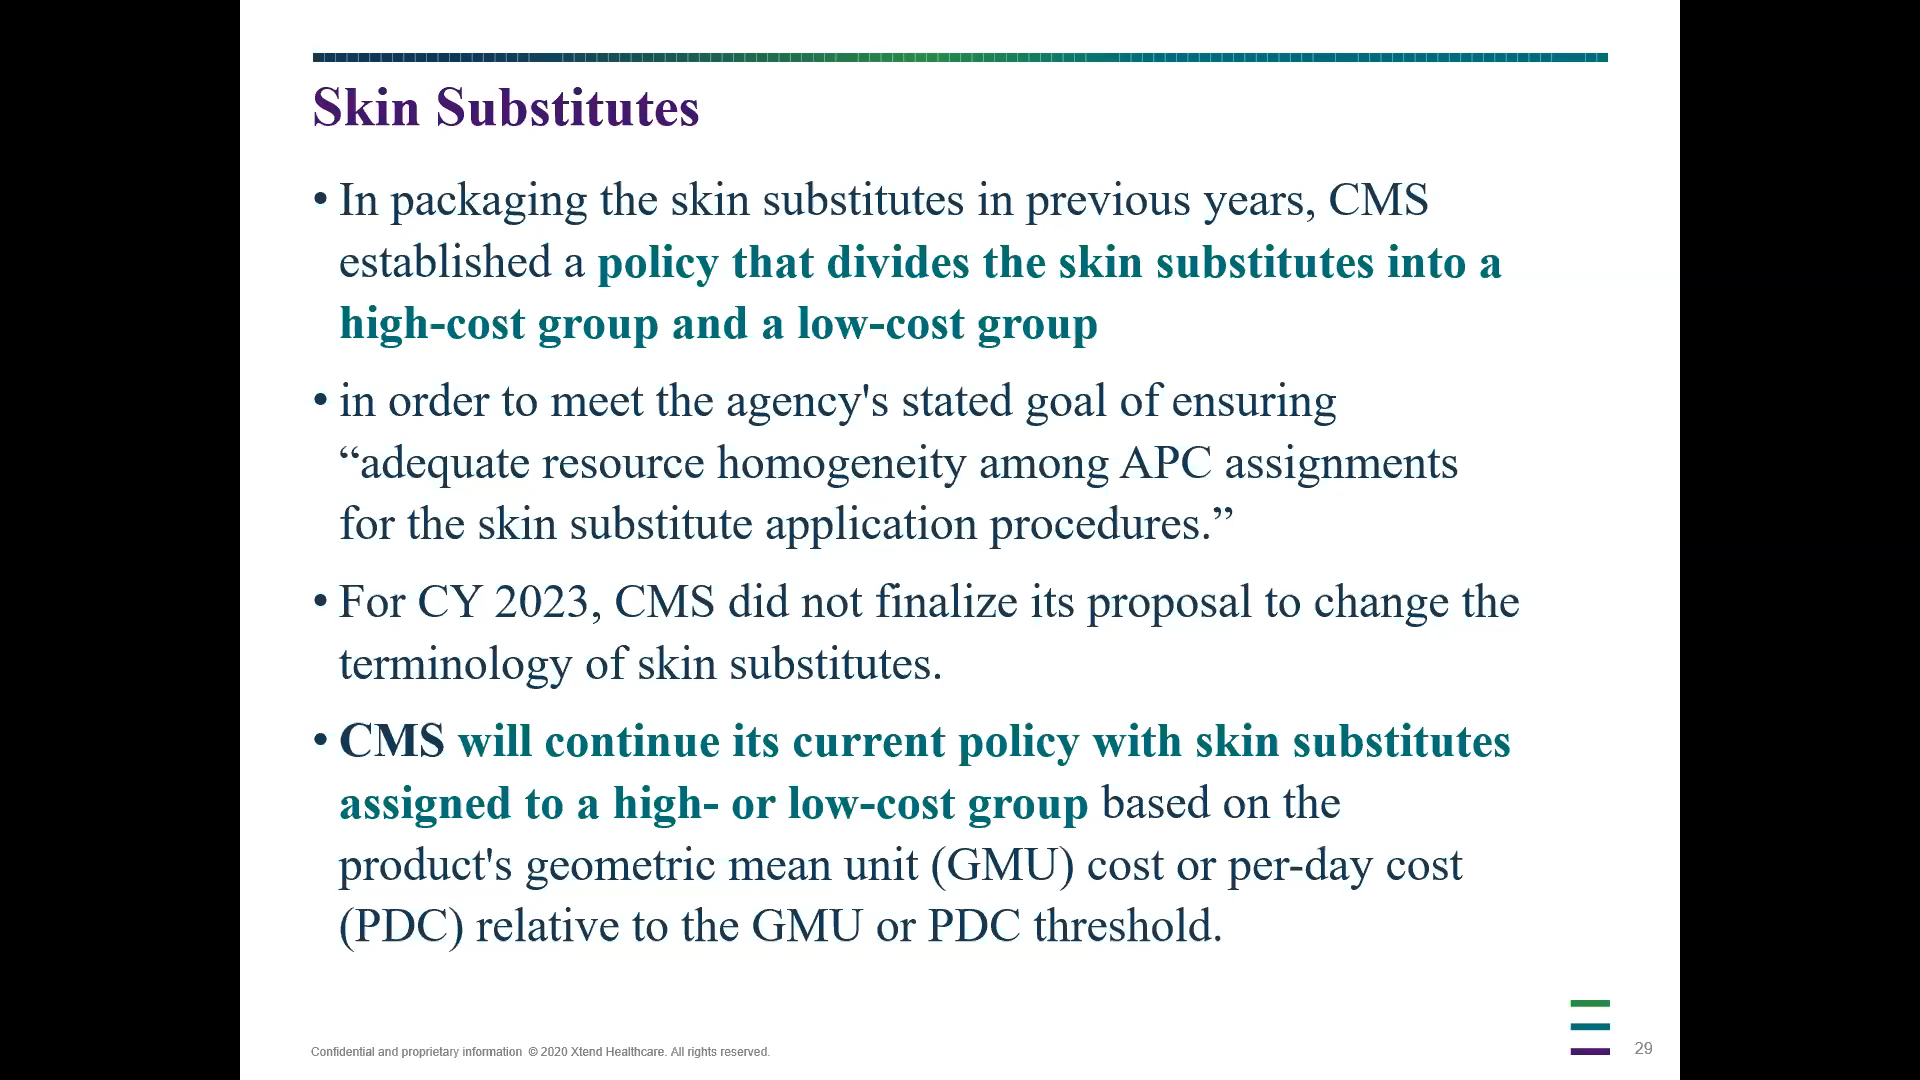 Skin Substitutes
• In packaging the skin substitutes in previous years, CMS
established a policy that divides the skin substitutes into a
high-cost group and a low-cost group
• in order to meet the agency's stated goal of ensuring
“adequate resource homogeneity among APC assignments
for the skin substitute application procedures.”
• For CY 2023, CMS did not finalize its proposal to change the
terminology of skin substitutes.
• CMS will continue its current policy with skin substitutes
assigned to a high- or low-cost group based on the
product's geometric mean unit (GMU) cost or per-day cost
(PDC) relative to the GMU or PDC threshold.
Confidential and proprietary information © 2020 Xtend Healthcare. All rights reserved.
29